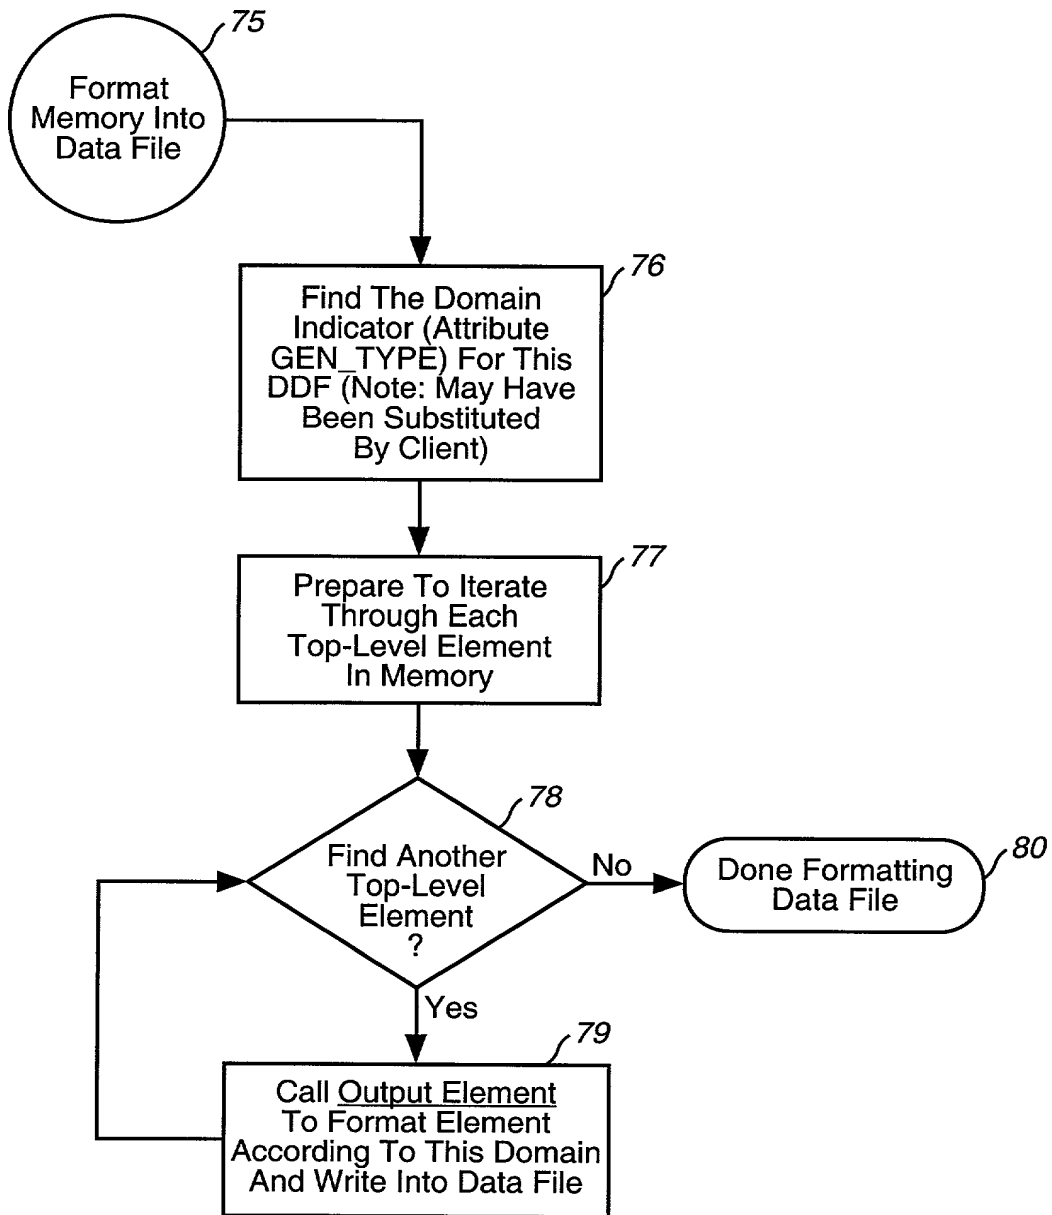 75
Format
Memory Into
Data File
76
Find The Domain
Indicator (Attribute
GEN_TYPE) For This
DDF (Note: May Have
Been Substituted
By Client)
77
Prepare To Iterate
Through Each
Top-Level Element
In Memory
78
Find Another
Top-Level
Element
?
No
80
Done Formatting
Data File
Yes
79
Call Output Element
To Format Element
According To This Domain
And Write Into Data File